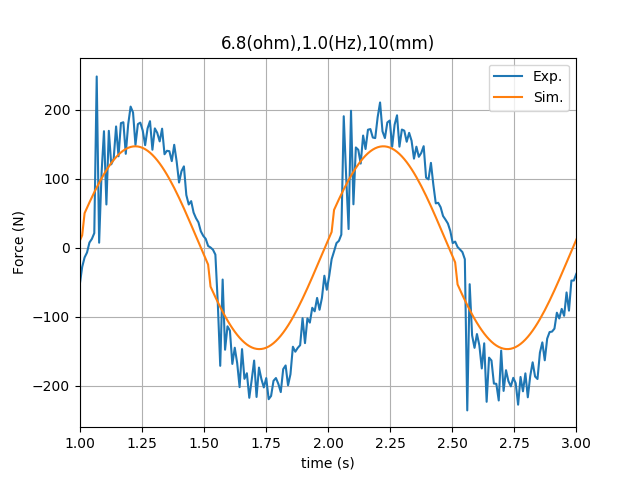 6.8(ohm),1.0(Hz),10(mm)
Exp.
Sim.
Force (N)
200
100
0
−100
−200
1.00 1.25 1.50 1.75 2.00 2.25 2.50 2.75 3.00
time (s)